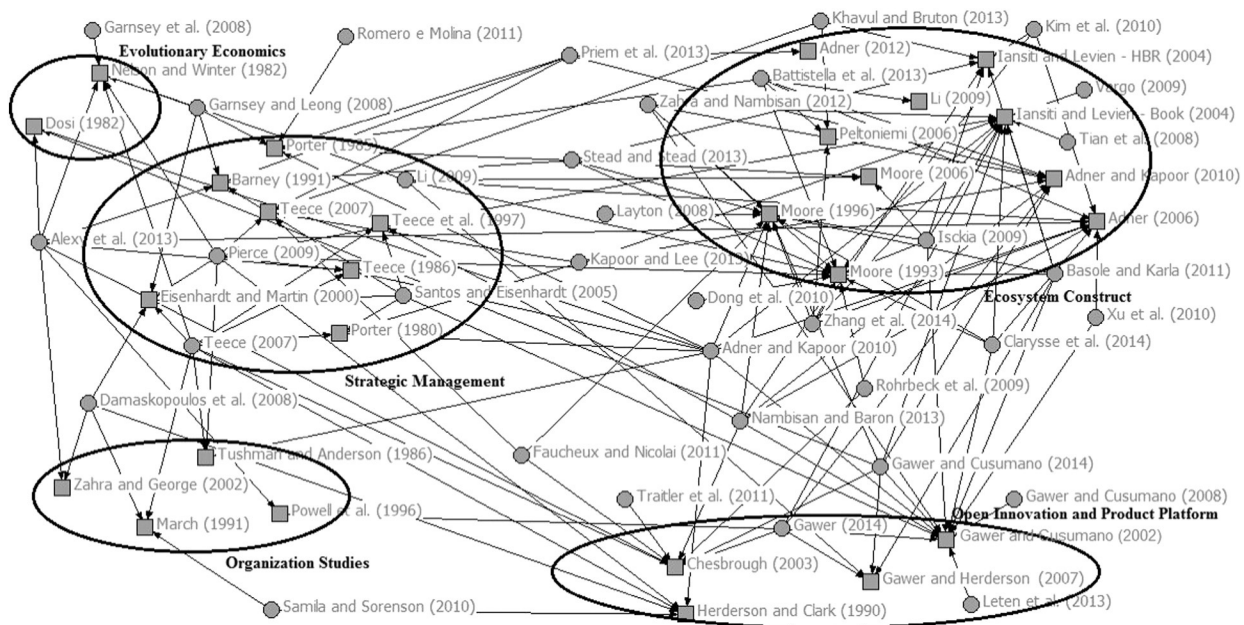 Garnsey et al. (2008)
Khavul and Bruton (2013)
Kim et al. (2010)
Romero e Molina (2011)
Evolutionary Economics
Priem et al. (2013)
Adner (2012)
Iansiti and Levien - HBR (2004)
Nelson and Winter (1982)
Battistella et al. (2013)
Vargo (2009)
Garnsey and Leong (2008)
Zahra and Nambisan (2012)
Li (2009)
Iansiti and Levien - Book (2004)
Dosi (1982)
Porter (1985)
Peltoniemi (2006)
Tian et al. (2008)
Stead and Stead (2013)
Barney (1991)
Li (2009)
Moore (2006)
Adner and Kapoor (2010)
Teece (2007)
Teece et al. (1997)
Layton (2008)
Moore (1996)
Adner (2006)
Alexy et al. (2013)
Isckia (2009)
Pierce (2009)
Teece (1986)
Kapoor and Lee (2013)
Moore (1993)
Basole and Karla (2011)
Eisenhardt and Martin (2000)
Santos and Eisenhardt (2005)
Dong et al. (2010)
Ecosystem Construct
Porter (1980)
Zhang et al. (2014)
Xu et al. (2010)
Teece (2007)
Adner and Kapoor (2010)
Clarysse et al. (2014)
Strategic Management
Rohrbeck et al. (2009)
Damaskopoulos et al. (2008)
Nambisan and Baron (2013)
Tushman and Anderson (1986)
Faucheux and Nicolai (2011)
Gawer and Cusumano (2014)
Zahra and George (2002)
Traitler et al. (2011)
Gawer and Cusumano (2008)
Powell et al. (1996)
Open Innovation and Product Platform
March (1991)
Gawer (2014)
Gawer and Cusumano (2002)
Organization Studies
Chesbrough (2003)
Gawer and Herderson (2007)
Samila and Sorenson (2010)
Herderson and Clark (1990)
Leten et al. (2013)